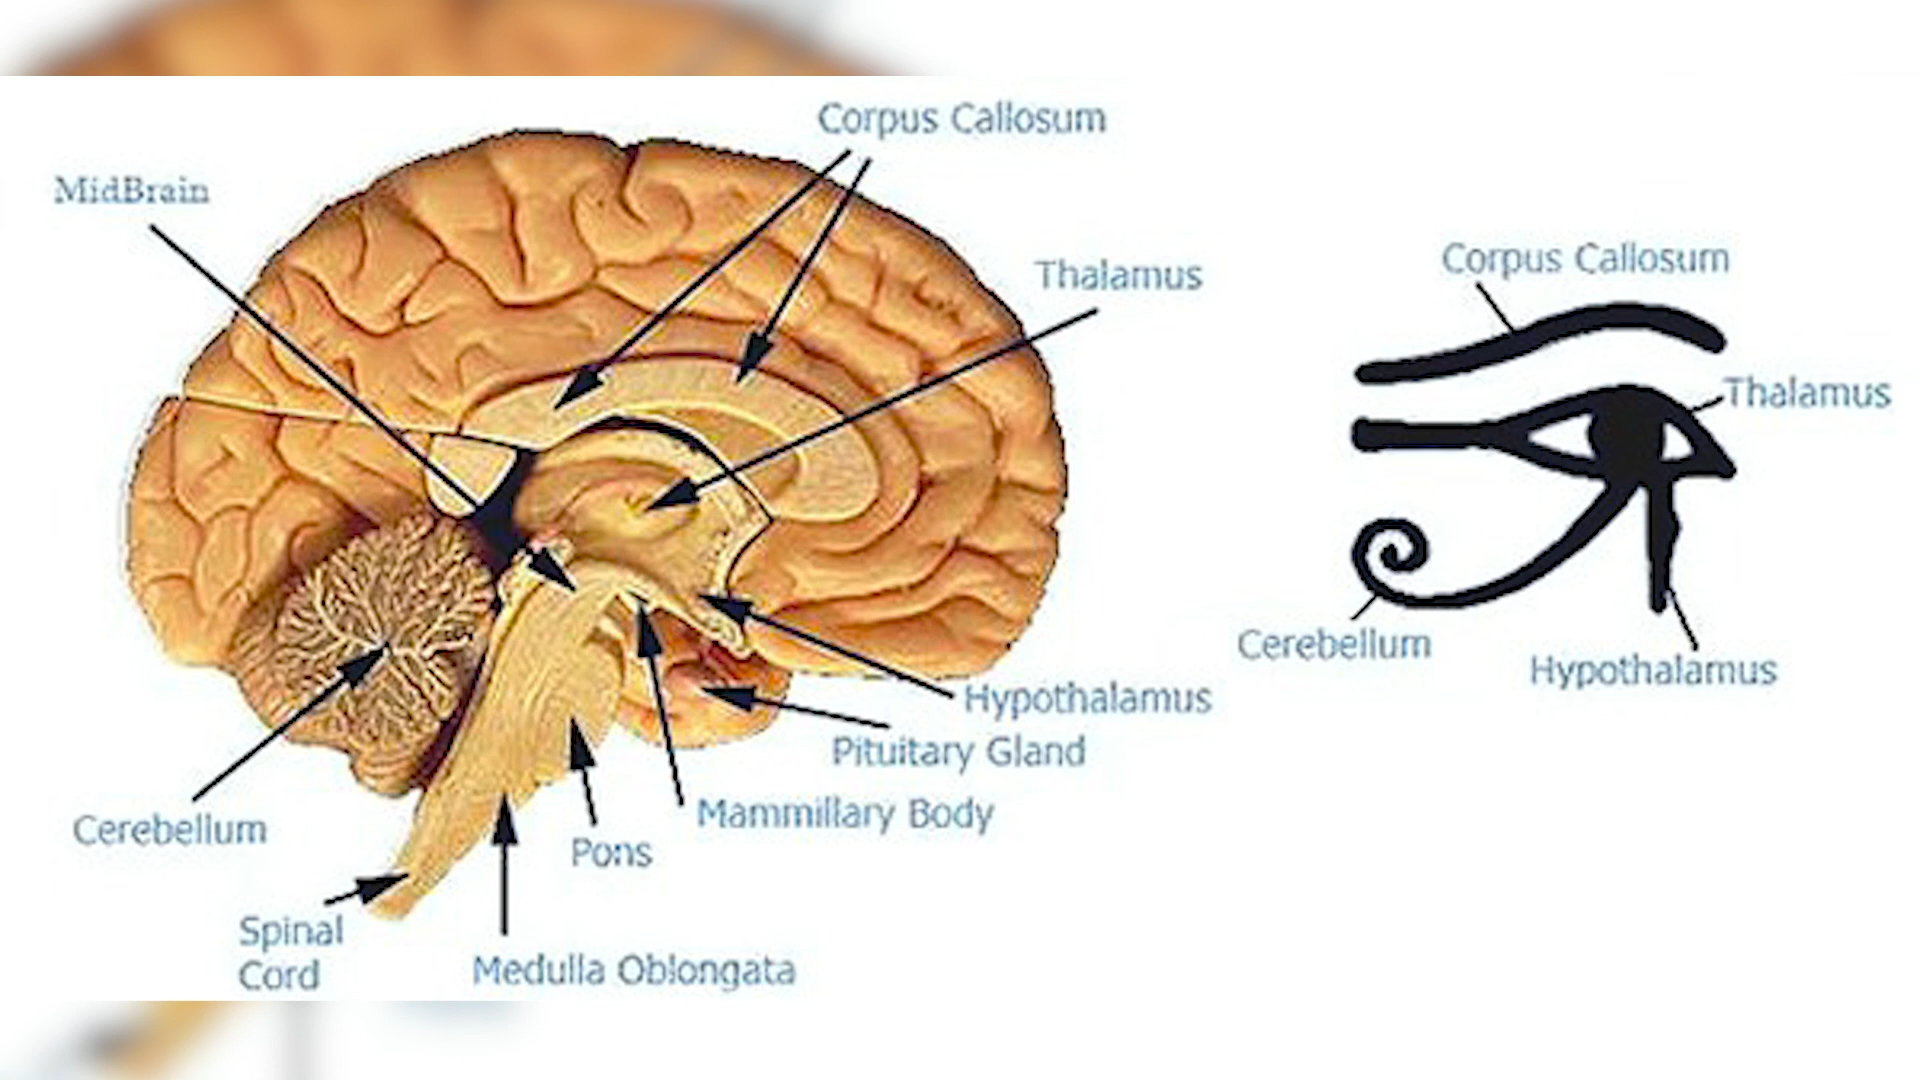 Corpus Callosum
MidBrain
Thalamus
Hypothalamus
Pituitary Gland
Mammillary Body
Pons
Cerebellum
Spinal
Cord
Medulla Oblongata
Corpus Callosum
Thalamus
Cerebellum
Hypothalamus